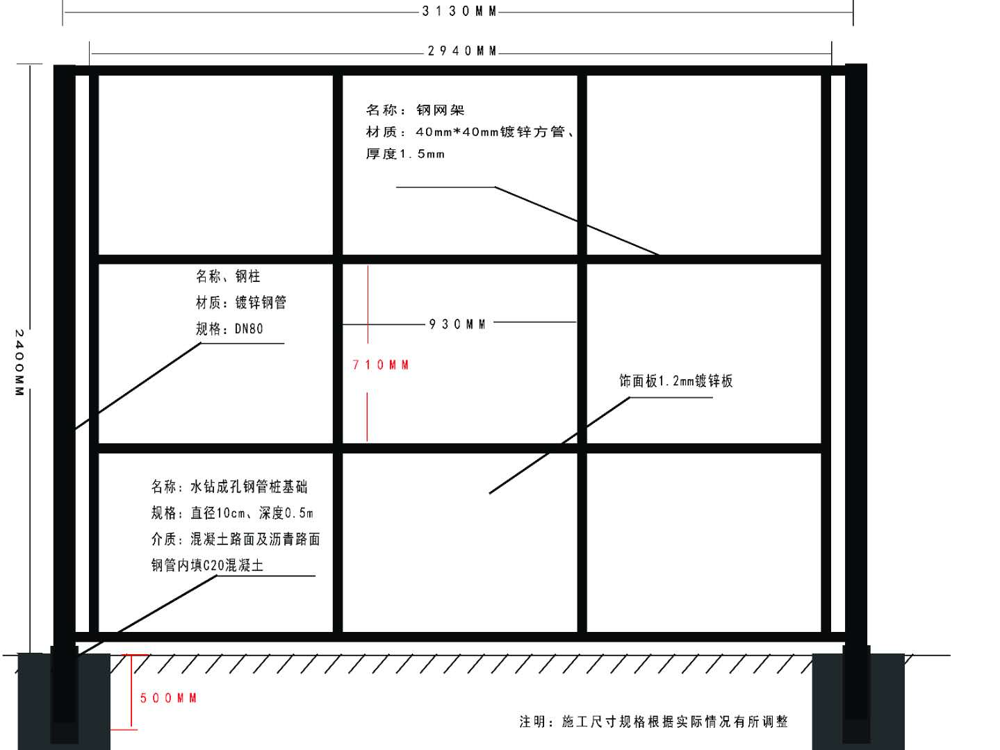 3130MM
2940MM
名称：钢网架
材质：40mm*40mm镀锌方管、
厚度1.5mm
名称、钢柱
材质：镀锌钢管
规格：DN80
930MM
2400MM
710MM
饰面板1.2mm镀锌板
名称：水钻成孔钢管桩基础
规格：直径10cm、深度0.5m
介质：混凝土路面及沥青路面
钢管内填C20混凝土
500MM
注明：施工尺寸规格根据实际情况有所调整